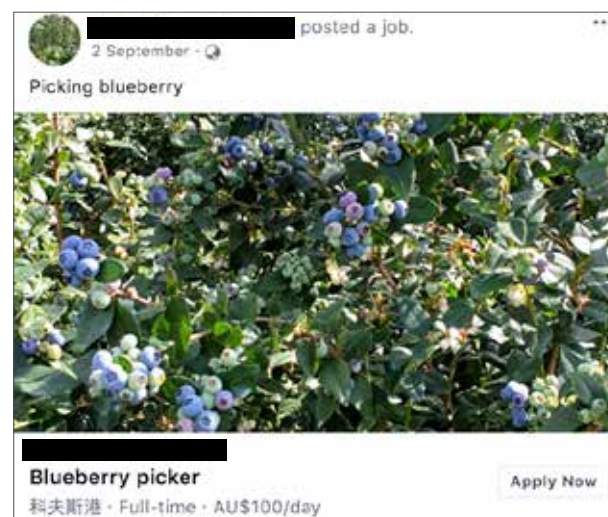 posted a job.
2 September ·
Picking blueberry
Blueberry picker
Apply Now
科夫斯港 · Full-time · AU$100/day